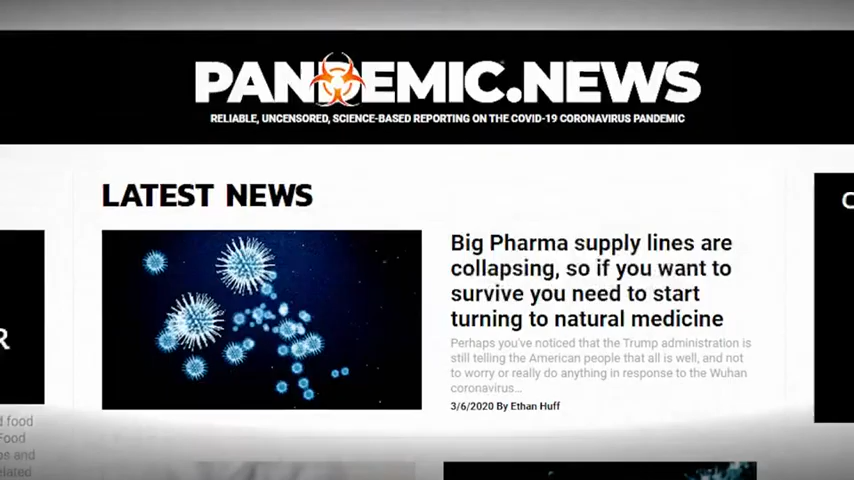 PANDEMIC.NEWS
RELIABLE, UNCENSORED, SCIENCE-BASED REPORTING ON THE COVID-19 CORONAVIRUS PANDEMIC
LATEST NEWS
Big Pharma supply lines are
collapsing, so if you want to
survive you need to start
turning to natural medicine
Perhaps you've noticed that the Trump administration is
still telling the American people that all is well, and not
to worry or really do anything in response to the Wuhan
coronavirus...
3/6/2020 By Ethan Huff
R
d food
Food
and
C